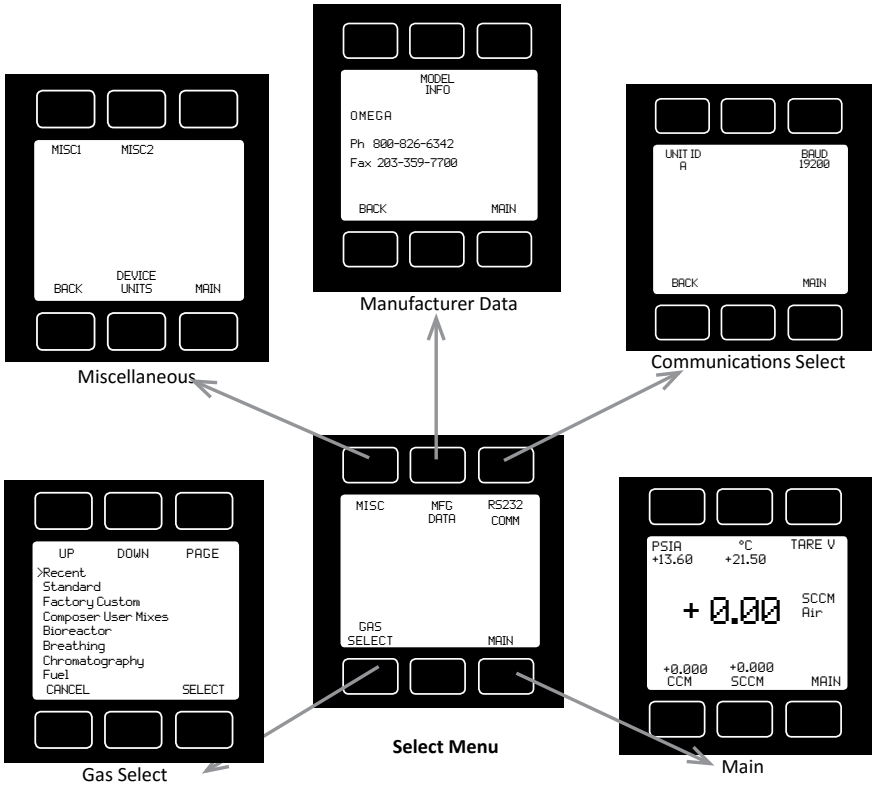 MODEL
INFO
OMEGA
Ph 800-826-6342
Fax 203-359-7700
BACK MAIN
Manufacturer Data
MISC1 MISC2
DEVICE
BACK UNITS MAIN
Miscellaneous
UNIT ID BAUD
A 19200
BACK MAIN
Communications Select
MISC MFG RS232
DATA COMM
GAS
SELECT MAIN
Select Menu
UP DOWN PAGE
>Recent
Standard
Factory Custom
Composer User Mixes
Bioreactor
Breathing
Chromatography
Fuel
CANCEL SELECT
Gas Select
PSIA °C TARE V
+13.60 +21.50
+ 0.00 SCCM
Air
+0.000 +0.000
CCM SCCM MAIN
Main